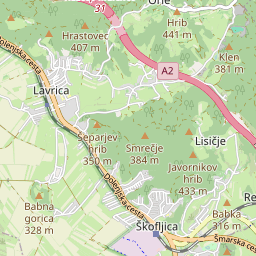 31
Hrib
441 m
Hrastovec
407 m
Klen
381 m
A2
Dolenjska cesta
Lavrica
Šeparjev
hrib
350 m
Smrečje
384 m
Lisičje
Javornikov
hrib
433 m
Dolenjska cesta
Babna
gorica
328 m
Škofljica
Babka
316 m
Šmarska cesta